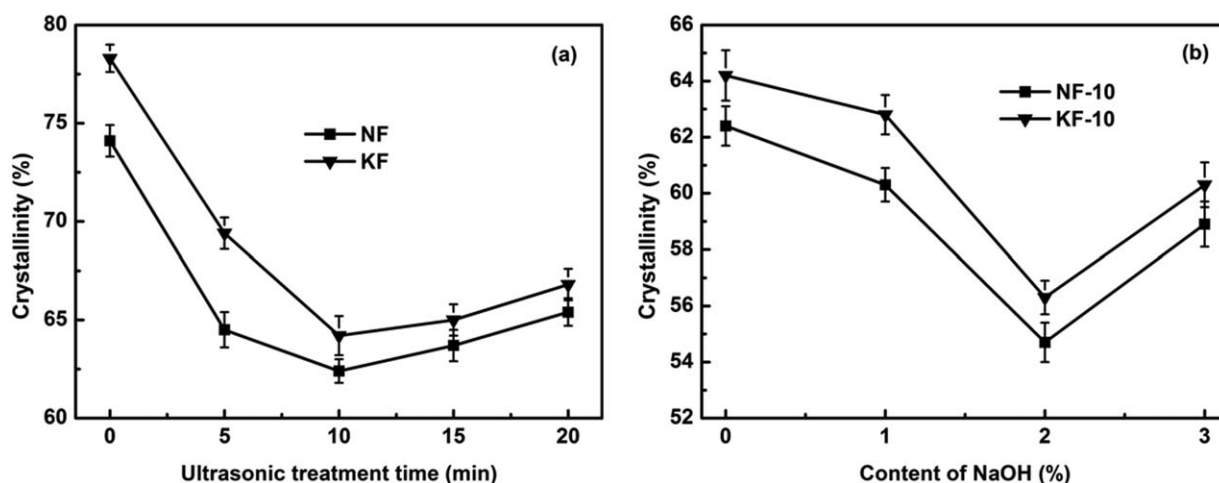 (a)
NF
KF
80
75
70
65
60
Crystallinity (%)
0 5 10 15 20
Ultrasonic treatment time (min)
(b)
NF-10
KF-10
66
64
62
60
58
56
54
52
Crystallinity (%)
0 1 2 3
Content of NaOH (%)